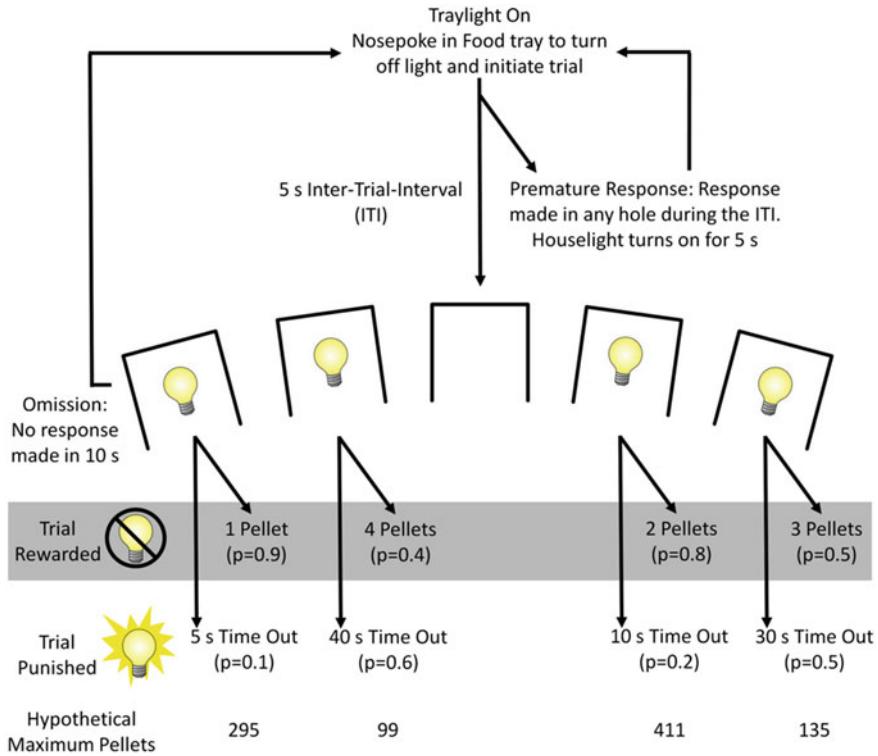 Traylight On
Nosepoke in Food tray to turn
off light and initiate trial
5 s Inter-Trial-Interval
(ITI)
Premature Response: Response
made in any hole during the ITI.
Houselight turns on for 5 s
Omission:
No response
made in 10 s
Trial
Rewarded
1 Pellet
(p=0.9)
4 Pellets
(p=0.4)
2 Pellets
(p=0.8)
3 Pellets
(p=0.5)
Trial
Punished
5 s Time Out
(p=0.1)
40 s Time Out
(p=0.6)
10 s Time Out
(p=0.2)
30 s Time Out
(p=0.5)
Hypothetical
Maximum Pellets
295
99
411
135